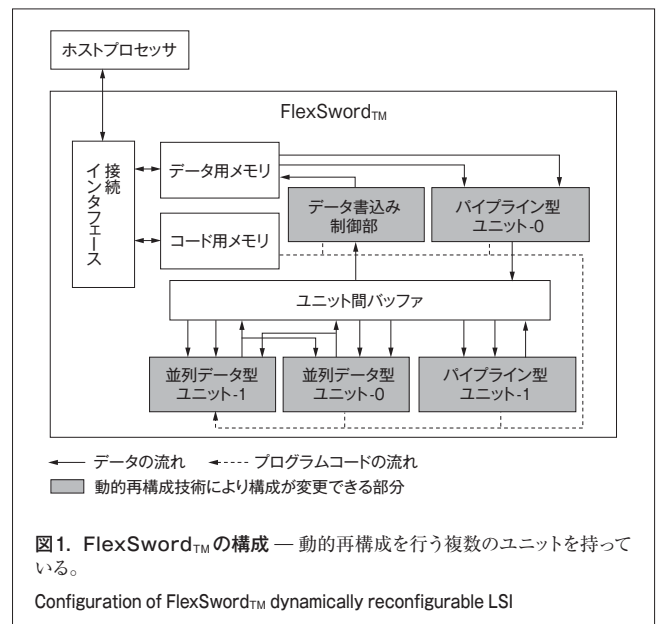 ホストプロセッサ
FlexSword™
接続
インタフェース
データ用メモリ
コード用メモリ
データ書込み
制御部
パイプライン型
ユニット-0
ユニット間バッファ
並列データ型
ユニット-1
並列データ型
ユニット-0
パイプライン型
ユニット-1
データの流れ
プログラムコードの流れ
動的再構成技術により構成が変更できる部分
図1. FlexSword™の構成 — 動的再構成を行う複数のユニットを持って
いる。
Configuration of FlexSword™ dynamically reconfigurable LSI